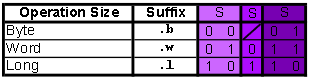 Operation Size Suffix S S S
Byte .b 0 0 / 0 1
Word .w 0 1 0 1 1
Long .l 1 0 1 1 0